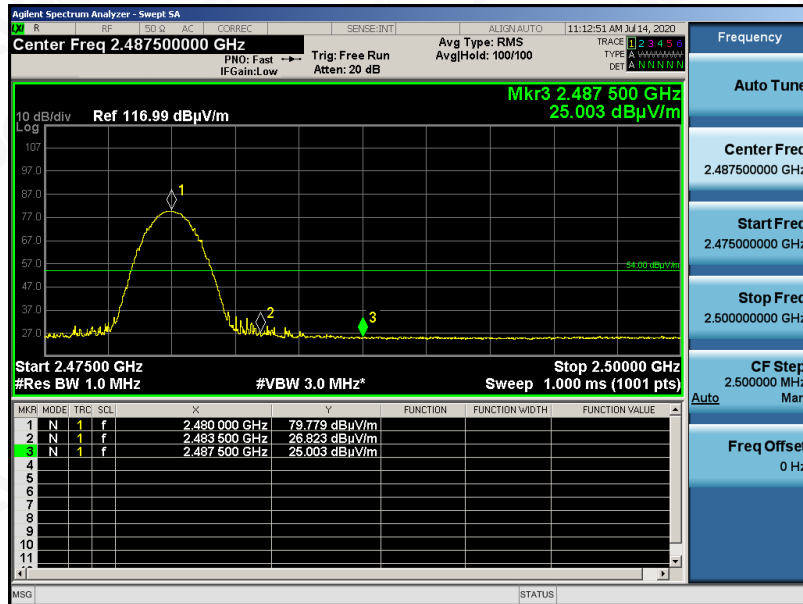 Agilent Spectrum Analyzer - Swept SA
LXI R RF 50 Ω AC CORREC SENSE:INT ALIGN AUTO 11:12:51 AM Jul 14, 2020
Center Freq 2.487500000 GHz
PNO: Fast
IFGain:Low
Trig: Free Run
Atten: 20 dB
Avg Type: RMS
Avg|Hold: 100/100
TRACE 1 2 3 4 5 6
TYPE A
DET A N N N N N
Mkr3 2.487 500 GHz
25.003 dBµV/m
10 dB/div Ref 116.99 dBµV/m
Log
107
97.0
87.0
77.0
67.0
57.0
47.0
37.0
27.0
1
2
3
54.00 dBµV/m
Start 2.47500 GHz Stop 2.50000 GHz
#Res BW 1.0 MHz #VBW 3.0 MHz* Sweep 1.000 ms (1001 pts)
MKR MODE TRC SCL X Y FUNCTION FUNCTION WIDTH FUNCTION VALUE
1 N 1 f 2.480 000 GHz 79.779 dBµV/m
2 N 1 f 2.483 500 GHz 26.823 dBµV/m
3 N 1 f 2.487 500 GHz 25.003 dBµV/m
4
5
6
7
8
9
10
11
MSG STATUS
Frequency
Auto Tune
Center Freq
2.487500000 GHz
Start Freq
2.475000000 GHz
Stop Freq
2.500000000 GHz
CF Step
2.500000 MHz
Auto Man
Freq Offset
0 Hz